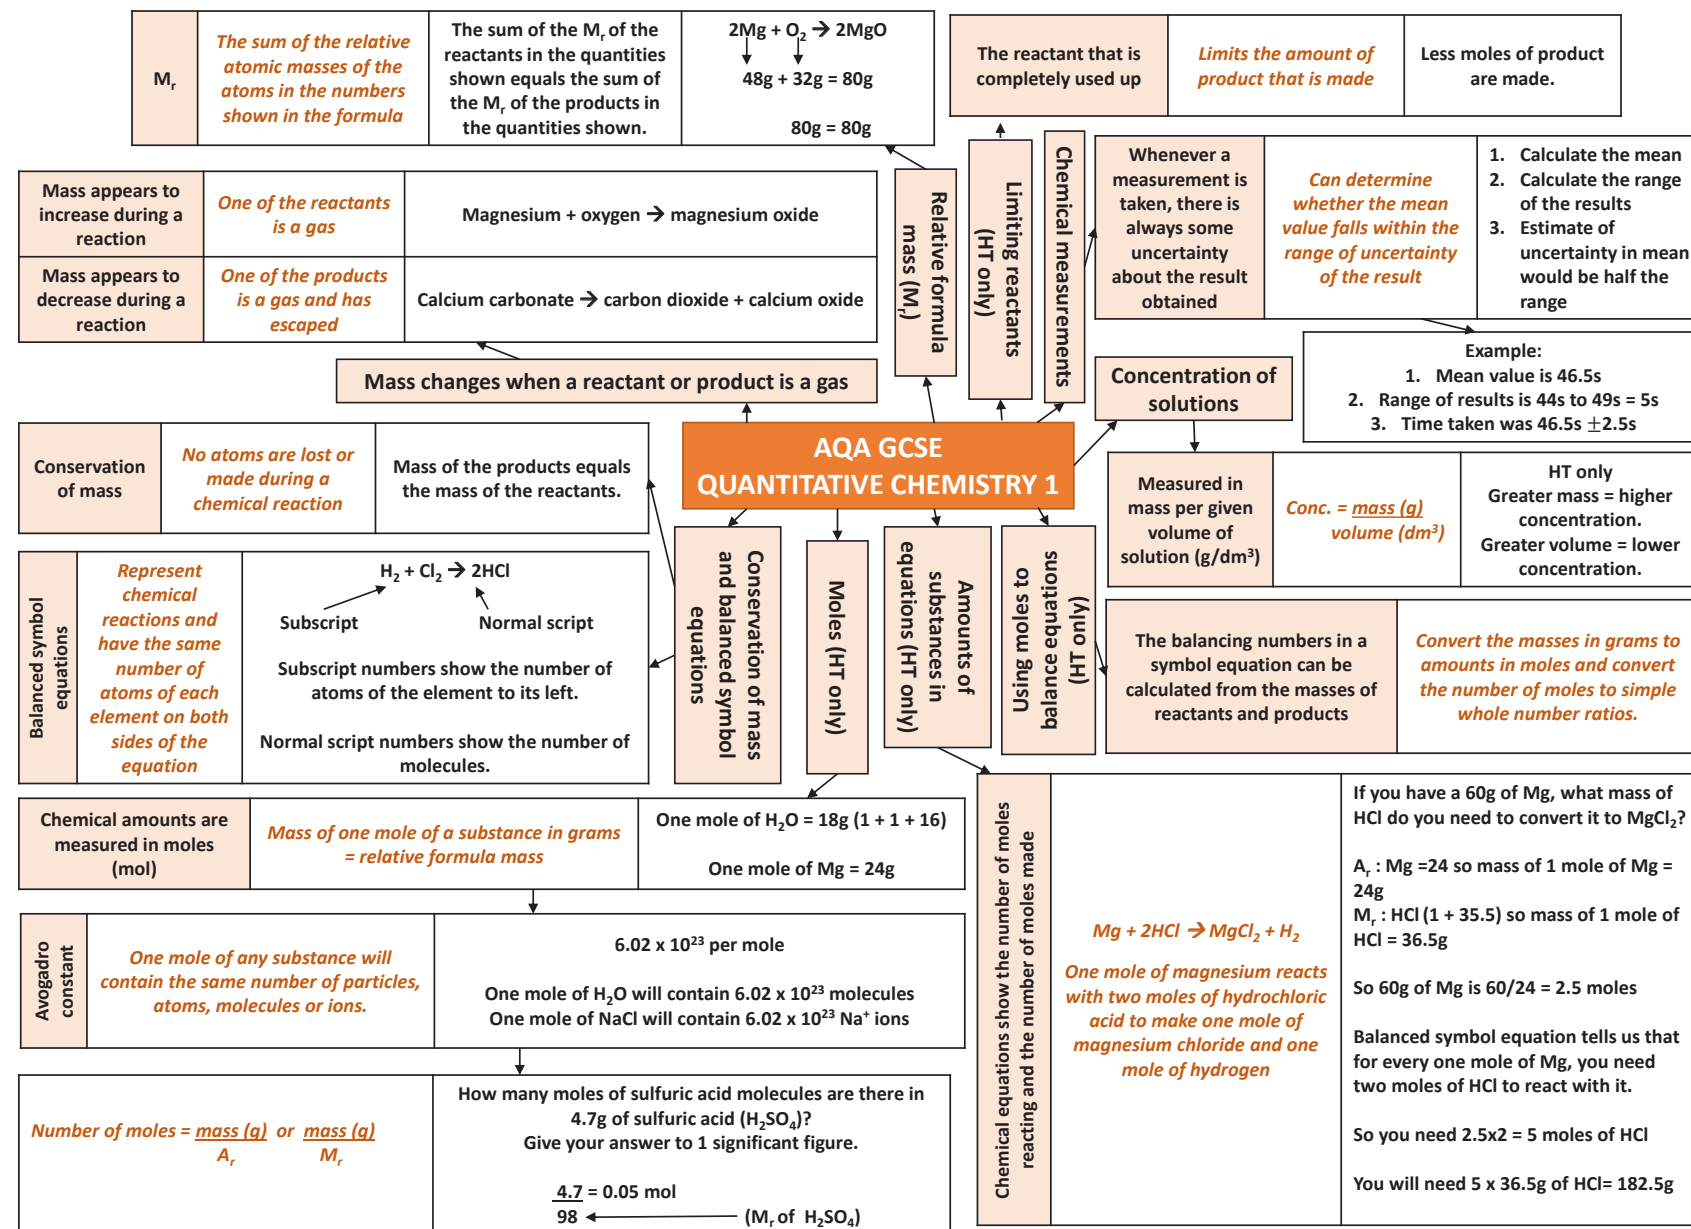 AQA GCSE
QUANTITATIVE CHEMISTRY 1
Mᵣ
The sum of the relative
atomic masses of the
atoms in the numbers
shown in the formula
The sum of the Mᵣ of the
reactants in the quantities
shown equals the sum of
the Mᵣ of the products in
the quantities shown.
2Mg + O₂ → 2MgO
48g + 32g = 80g
80g = 80g
The reactant that is
completely used up
Limits the amount of
product that is made
Less moles of product
are made.
Mass appears to
increase during a
reaction
One of the reactants
is a gas
Magnesium + oxygen → magnesium oxide
Mass appears to
decrease during a
reaction
One of the products
is a gas and has
escaped
Calcium carbonate → carbon dioxide + calcium oxide
Mass changes when a reactant or product is a gas
Relative formula
mass (Mᵣ)
Limiting reactants
(HT only)
Chemical measurements
Whenever a
measurement is
taken, there is
always some
uncertainty
about the result
obtained
Can determine
whether the mean
value falls within the
range of uncertainty
of the result
1. Calculate the mean
2. Calculate the range
of the results
3. Estimate of
uncertainty in mean
would be half the
range
Example:
1. Mean value is 46.5s
2. Range of results is 44s to 49s = 5s
3. Time taken was 46.5s ±2.5s
Concentration of
solutions
Measured in
mass per given
volume of
solution (g/dm³)
Conc. = mass (g)
volume (dm³)
HT only
Greater mass = higher
concentration.
Greater volume = lower
concentration.
Conservation
of mass
No atoms are lost or
made during a
chemical reaction
Mass of the products equals
the mass of the reactants.
Balanced symbol
equations
Represent
chemical
reactions and
have the same
number of
atoms of each
element on both
sides of the
equation
H₂ + Cl₂ → 2HCl
Subscript
Normal script
Subscript numbers show the number of
atoms of the element to its left.
Normal script numbers show the number of
molecules.
Conservation of mass
and balanced symbol
equations
Moles (HT only)
Amounts of
substances in
equations (HT only)
Using moles to
balance equations
(HT only)
The balancing numbers in a
symbol equation can be
calculated from the masses of
reactants and products
Convert the masses in grams to
amounts in moles and convert
the number of moles to simple
whole number ratios.
Chemical amounts are
measured in moles
(mol)
Mass of one mole of a substance in grams
= relative formula mass
One mole of H₂O = 18g (1 + 1 + 16)
One mole of Mg = 24g
Avogadro
constant
One mole of any substance will
contain the same number of particles,
atoms, molecules or ions.
6.02 x 10²³ per mole
One mole of H₂O will contain 6.02 x 10²³ molecules
One mole of NaCl will contain 6.02 x 10²³ Na⁺ ions
Number of moles = mass (g) or mass (g)
Aᵣ Mᵣ
How many moles of sulfuric acid molecules are there in
4.7g of sulfuric acid (H₂SO₄)?
Give your answer to 1 significant figure.
4.7 = 0.05 mol
98 (Mᵣ of H₂SO₄)
Chemical equations show the number of moles
reacting and the number of moles made
Mg + 2HCl → MgCl₂ + H₂
One mole of magnesium reacts
with two moles of hydrochloric
acid to make one mole of
magnesium chloride and one
mole of hydrogen
If you have a 60g of Mg, what mass of
HCl do you need to convert it to MgCl₂?
Aᵣ : Mg =24 so mass of 1 mole of Mg =
24g
Mᵣ : HCl (1 + 35.5) so mass of 1 mole of
HCl = 36.5g
So 60g of Mg is 60/24 = 2.5 moles
Balanced symbol equation tells us that
for every one mole of Mg, you need
two moles of HCl to react with it.
So you need 2.5x2 = 5 moles of HCl
You will need 5 x 36.5g of HCl= 182.5g